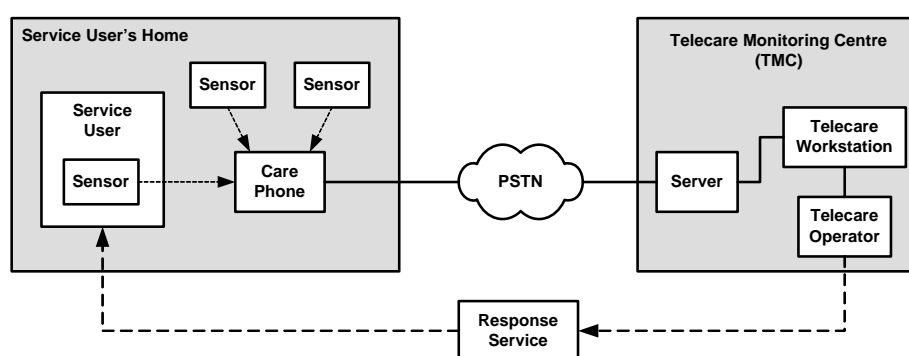 Service User's Home
Sensor
Sensor
Service
User
Sensor
Care
Phone
PSTN
Telecare Monitoring Centre
(TMC)
Server
Telecare
Workstation
Telecare
Operator
Response
Service